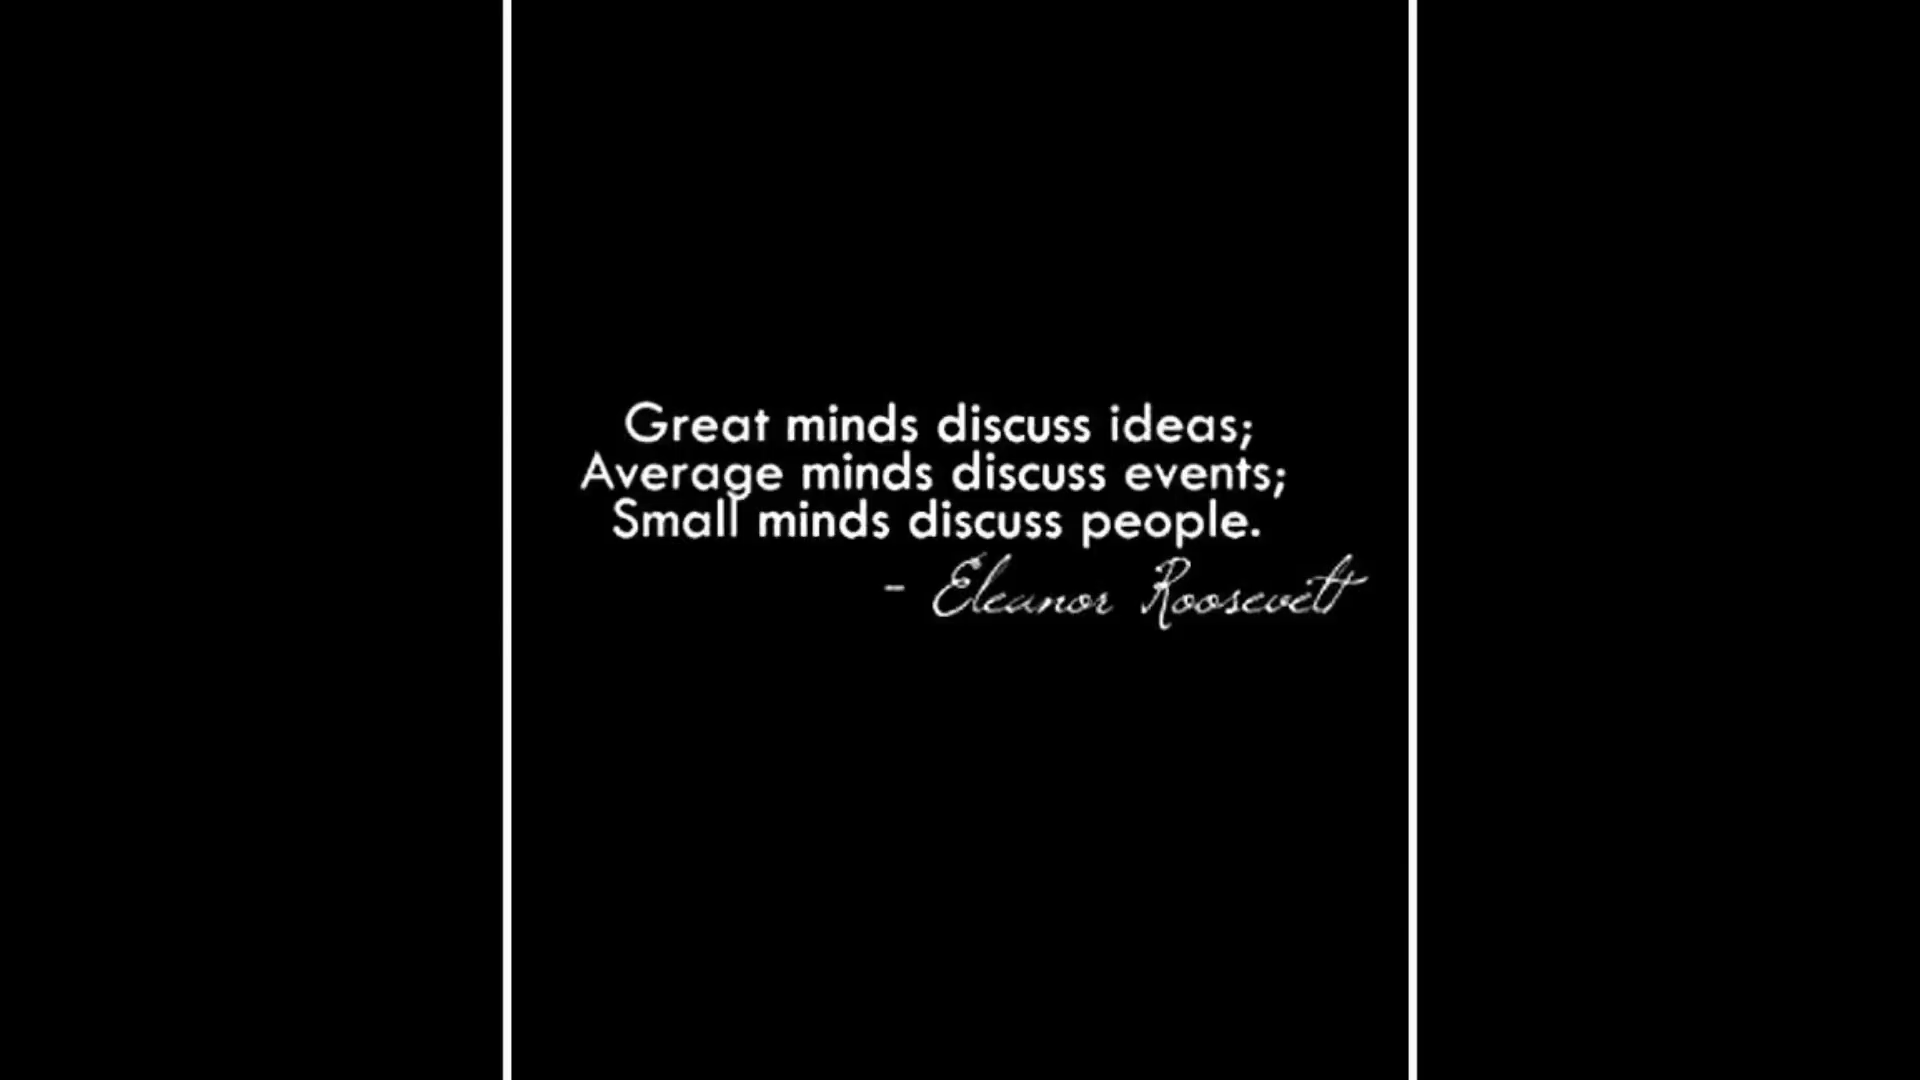 Great minds discuss ideas;
Average minds discuss events;
Small minds discuss people.
- Eleanor Roosevelt